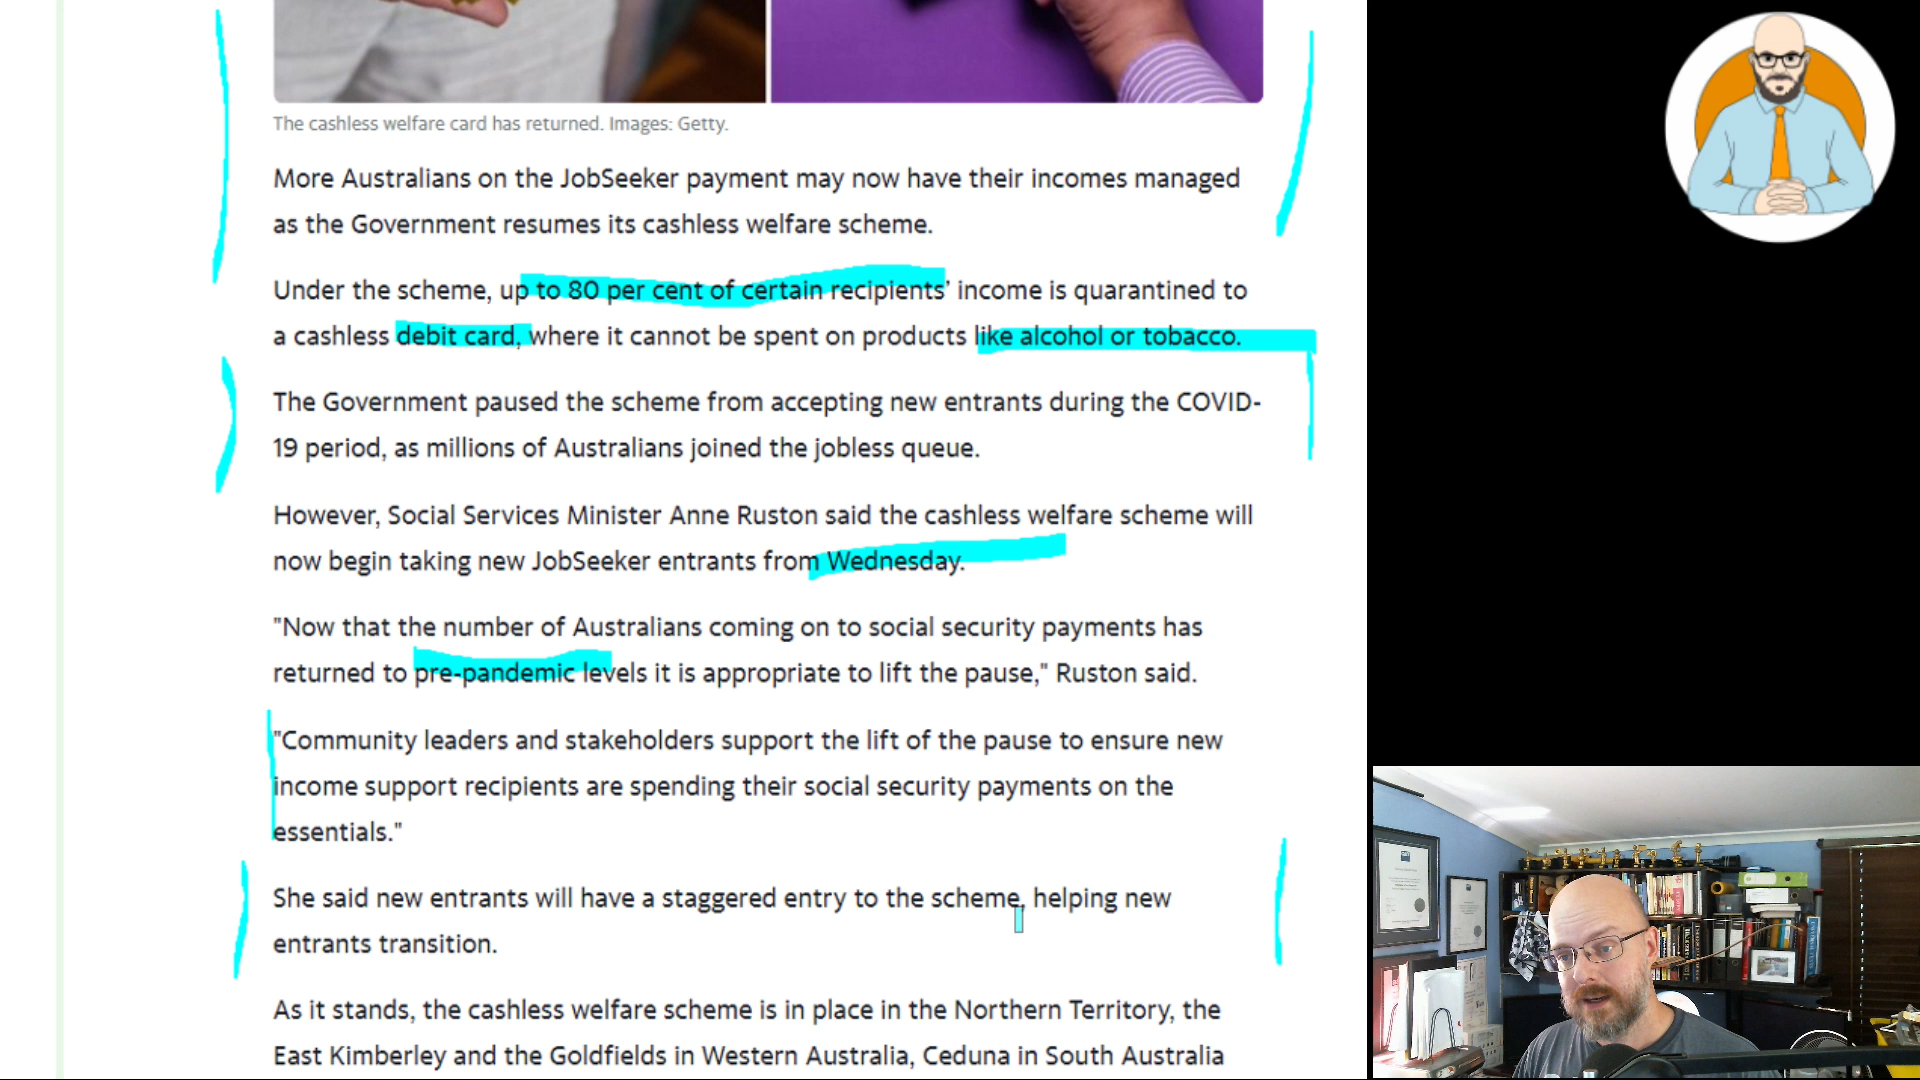 The cashless welfare card has returned. Images: Getty.
More Australians on the JobSeeker payment may now have their incomes managed
as the Government resumes its cashless welfare scheme.
Under the scheme, up to 80 per cent of certain recipients' income is quarantined to
a cashless debit card, where it cannot be spent on products like alcohol or tobacco.
The Government paused the scheme from accepting new entrants during the COVID-
19 period, as millions of Australians joined the jobless queue.
However, Social Services Minister Anne Ruston said the cashless welfare scheme will
now begin taking new JobSeeker entrants from Wednesday.
"Now that the number of Australians coming on to social security payments has
returned to pre-pandemic levels it is appropriate to lift the pause," Ruston said.
"Community leaders and stakeholders support the lift of the pause to ensure new
income support recipients are spending their social security payments on the
essentials."
She said new entrants will have a staggered entry to the scheme, helping new
entrants transition.
As it stands, the cashless welfare scheme is in place in the Northern Territory, the
East Kimberley and the Goldfields in Western Australia, Ceduna in South Australia